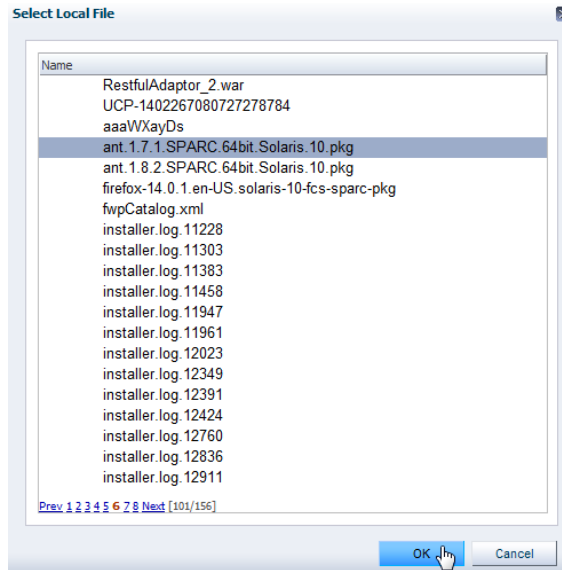 Select Local File
Name
RestfulAdaptor_2.war
UCP-1402267080727278784
aaaWXayDs
ant.1.7.1.SPARC.64bit.Solaris.10.pkg
ant.1.8.2.SPARC.64bit.Solaris.10.pkg
firefox-14.0.1.en-US.solaris-10-fcs-sparc-pkg
fwpCatalog.xml
installer.log.11228
installer.log.11303
installer.log.11383
installer.log.11458
installer.log.11947
installer.log.11961
installer.log.12023
installer.log.12349
installer.log.12391
installer.log.12424
installer.log.12760
installer.log.12836
installer.log.12911
Prev 1 2 3 4 5 6 7 8 Next [101/156]
OK Cancel